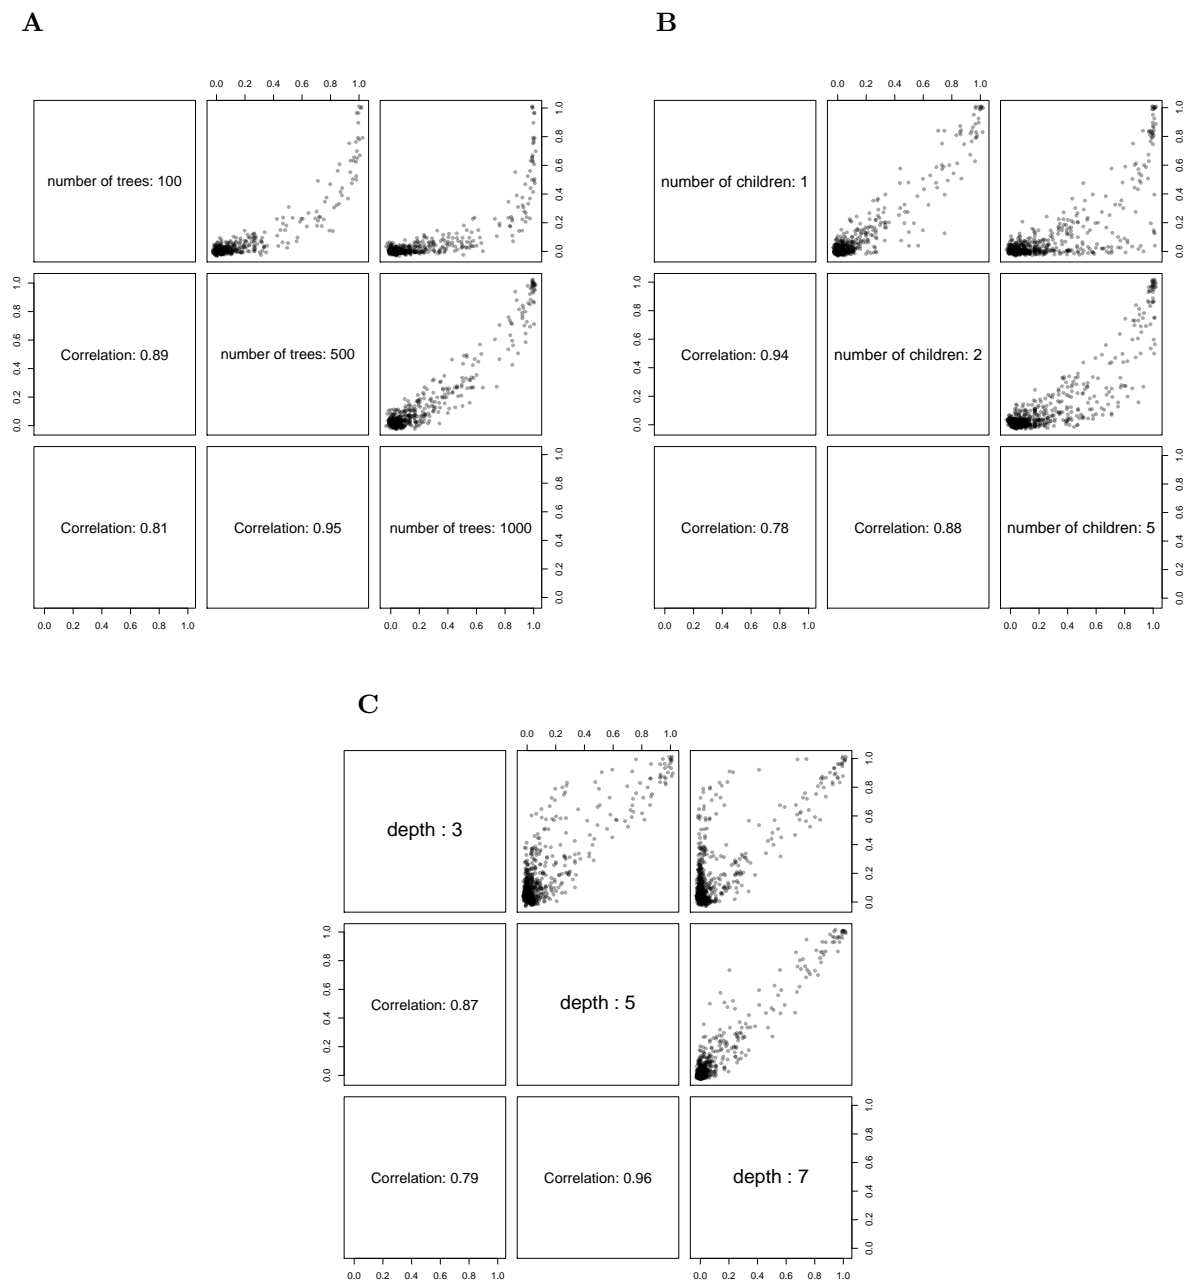 A
B
0.0 0.2 0.4 0.6 0.8 1.0
0.0 0.2 0.4 0.6 0.8 1.0
number of trees: 100
0.0 0.2 0.4 0.6 0.8 1.0
number of children: 1
0.0 0.2 0.4 0.6 0.8 1.0
0.0 0.2 0.4 0.6 0.8 1.0
Correlation: 0.89
number of trees: 500
0.0 0.2 0.4 0.6 0.8 1.0
Correlation: 0.94
number of children: 2
Correlation: 0.81
Correlation: 0.95
number of trees: 1000
0.0 0.2 0.4 0.6 0.8 1.0
Correlation: 0.78
Correlation: 0.88
number of children: 5
0.0 0.2 0.4 0.6 0.8 1.0
0.0 0.2 0.4 0.6 0.8 1.0
0.0 0.2 0.4 0.6 0.8 1.0
0.0 0.2 0.4 0.6 0.8 1.0
0.0 0.2 0.4 0.6 0.8 1.0
C
0.0 0.2 0.4 0.6 0.8 1.0
depth : 3
0.0 0.2 0.4 0.6 0.8 1.0
0.0 0.2 0.4 0.6 0.8 1.0
Correlation: 0.87
depth : 5
Correlation: 0.79
Correlation: 0.96
depth : 7
0.0 0.2 0.4 0.6 0.8 1.0
0.0 0.2 0.4 0.6 0.8 1.0
0.0 0.2 0.4 0.6 0.8 1.0